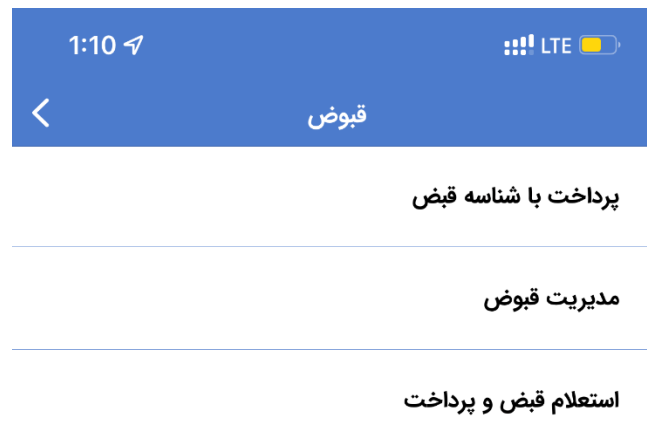 1:10 LTE
قبوض
پرداخت با شناسه قبض
مدیریت قبوض
استعلام قبض و پرداخت